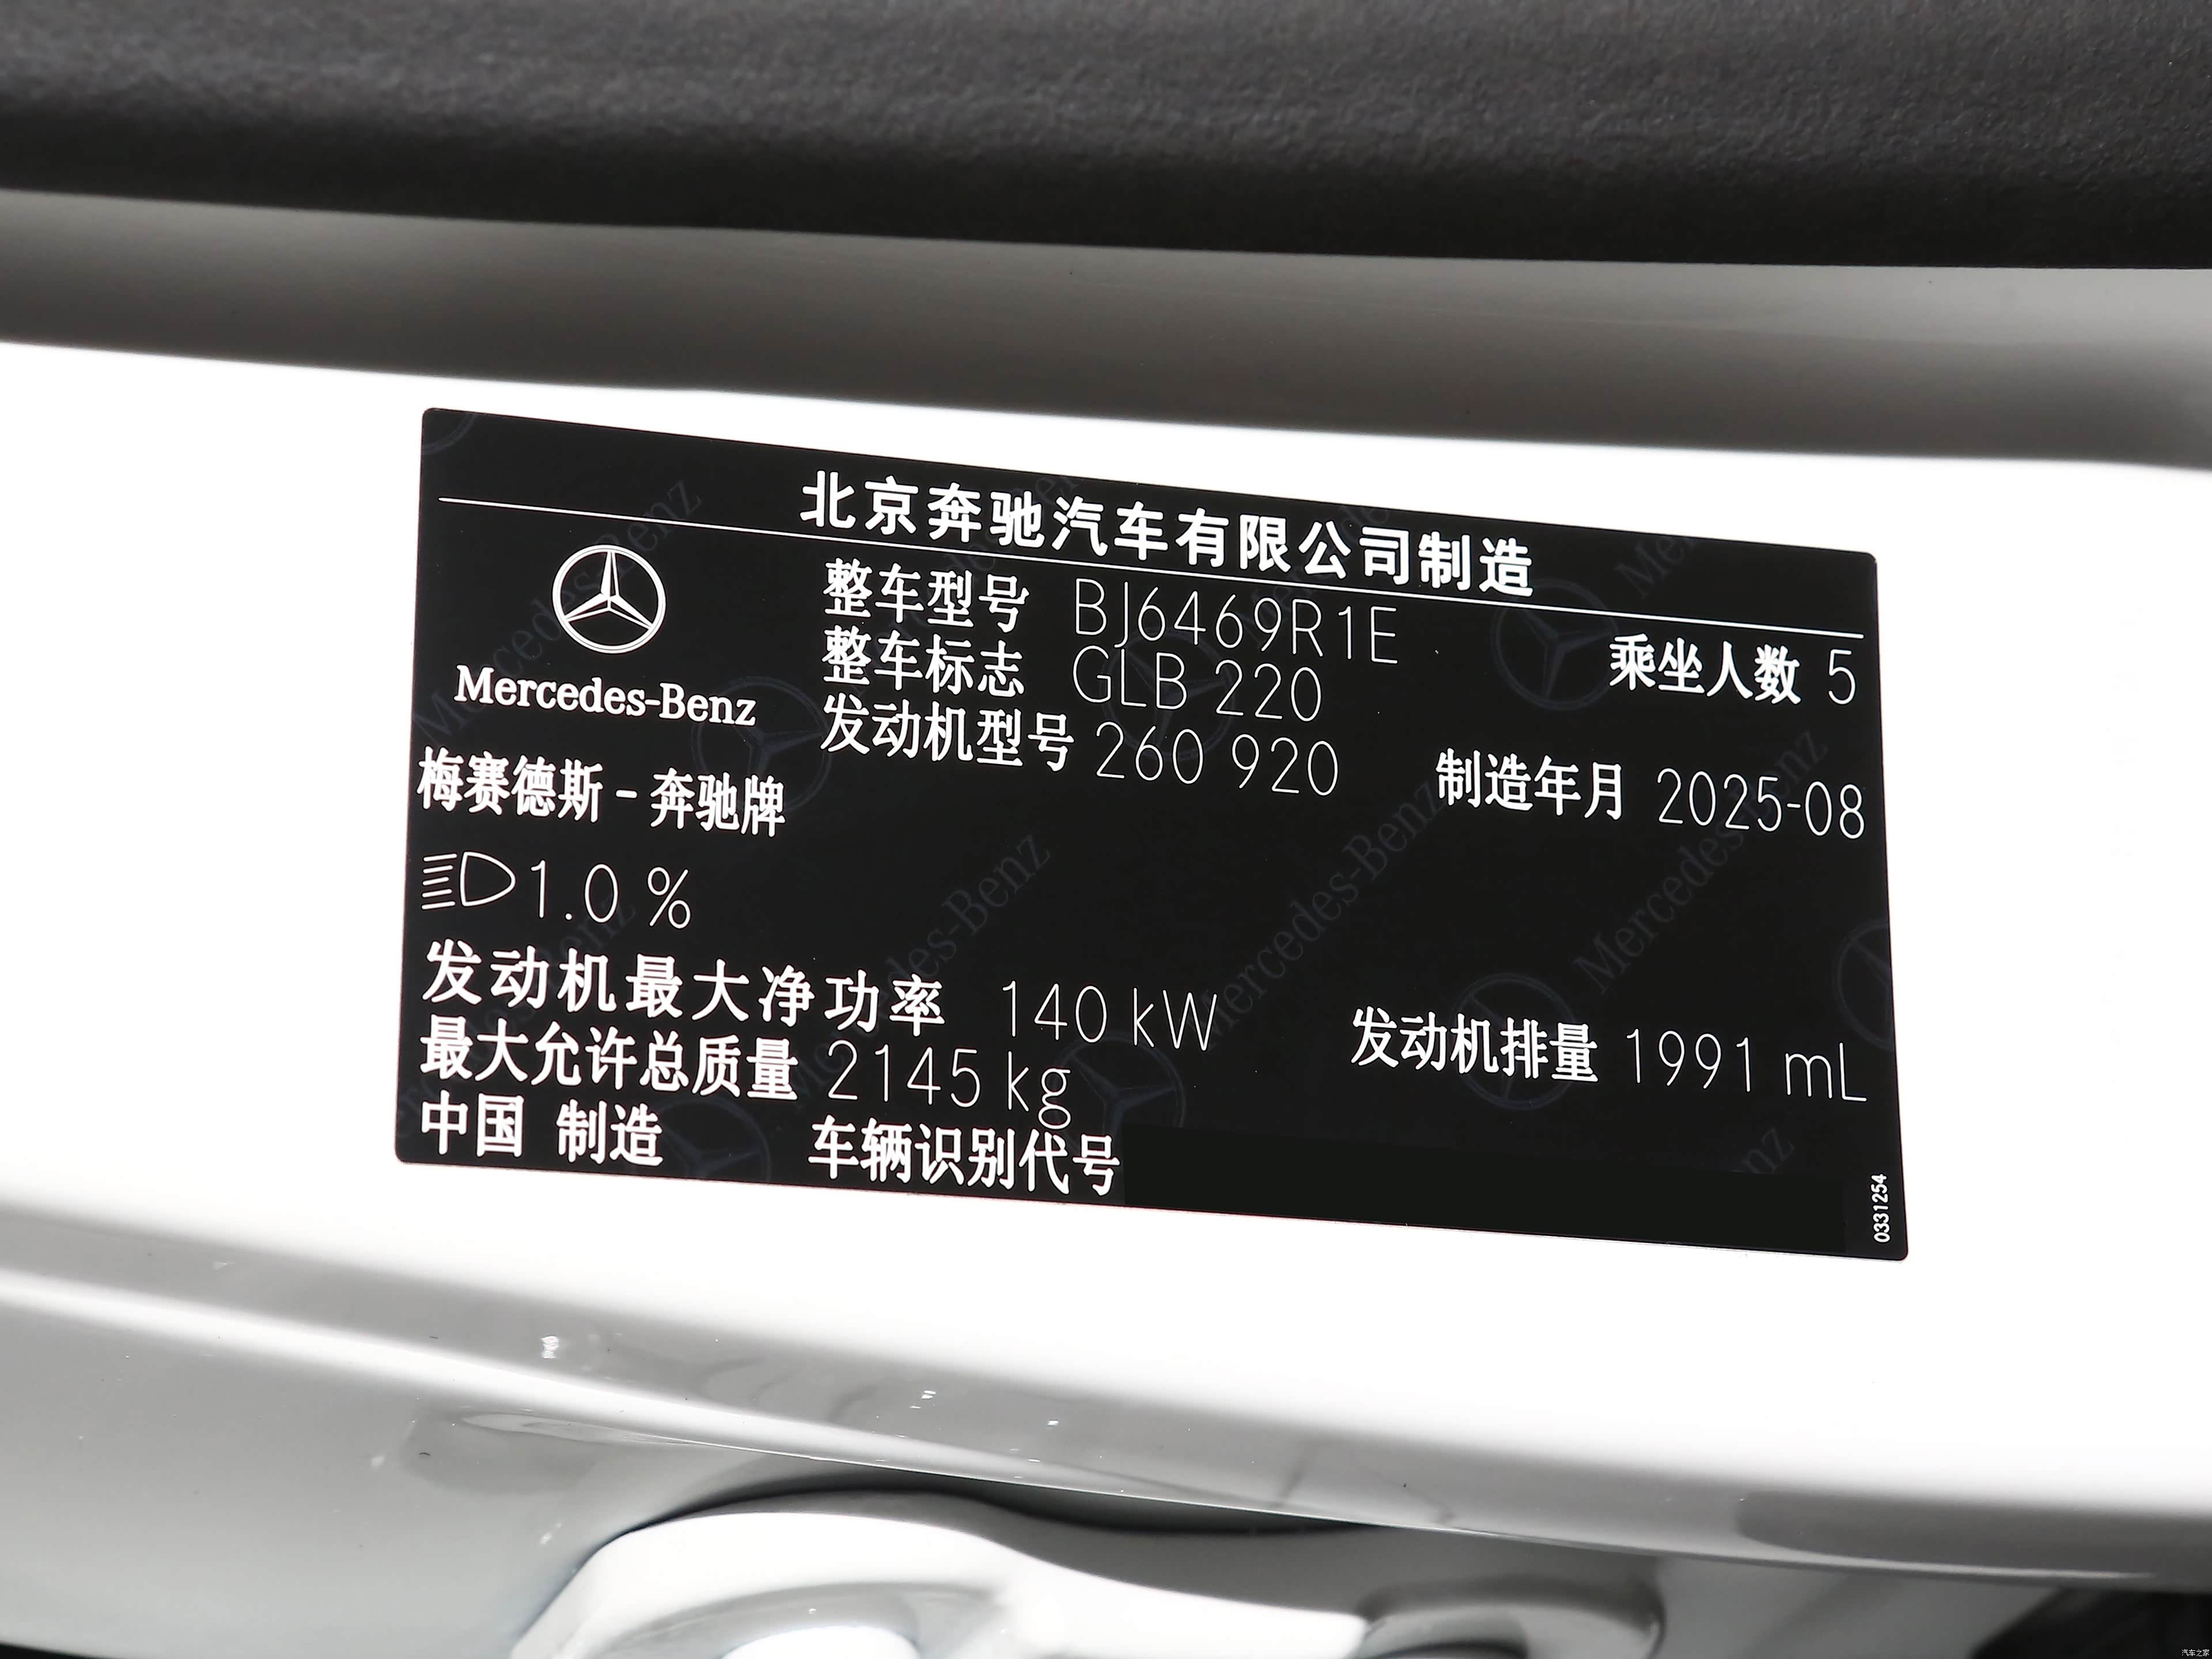 北京奔驰汽车有限公司制造
整车型号 BJ6469R1E
乘坐人数 5
整车标志 GLB 220
Mercedes-Benz
发动机型号 260 920
制造年月 2025-08
梅赛德斯-奔驰牌
1.0 %
发动机最大净功率 140 kW
发动机排量 1991 mL
最大允许总质量 2145 kg
中国 制造 车辆识别代号
0331254
汽车之家